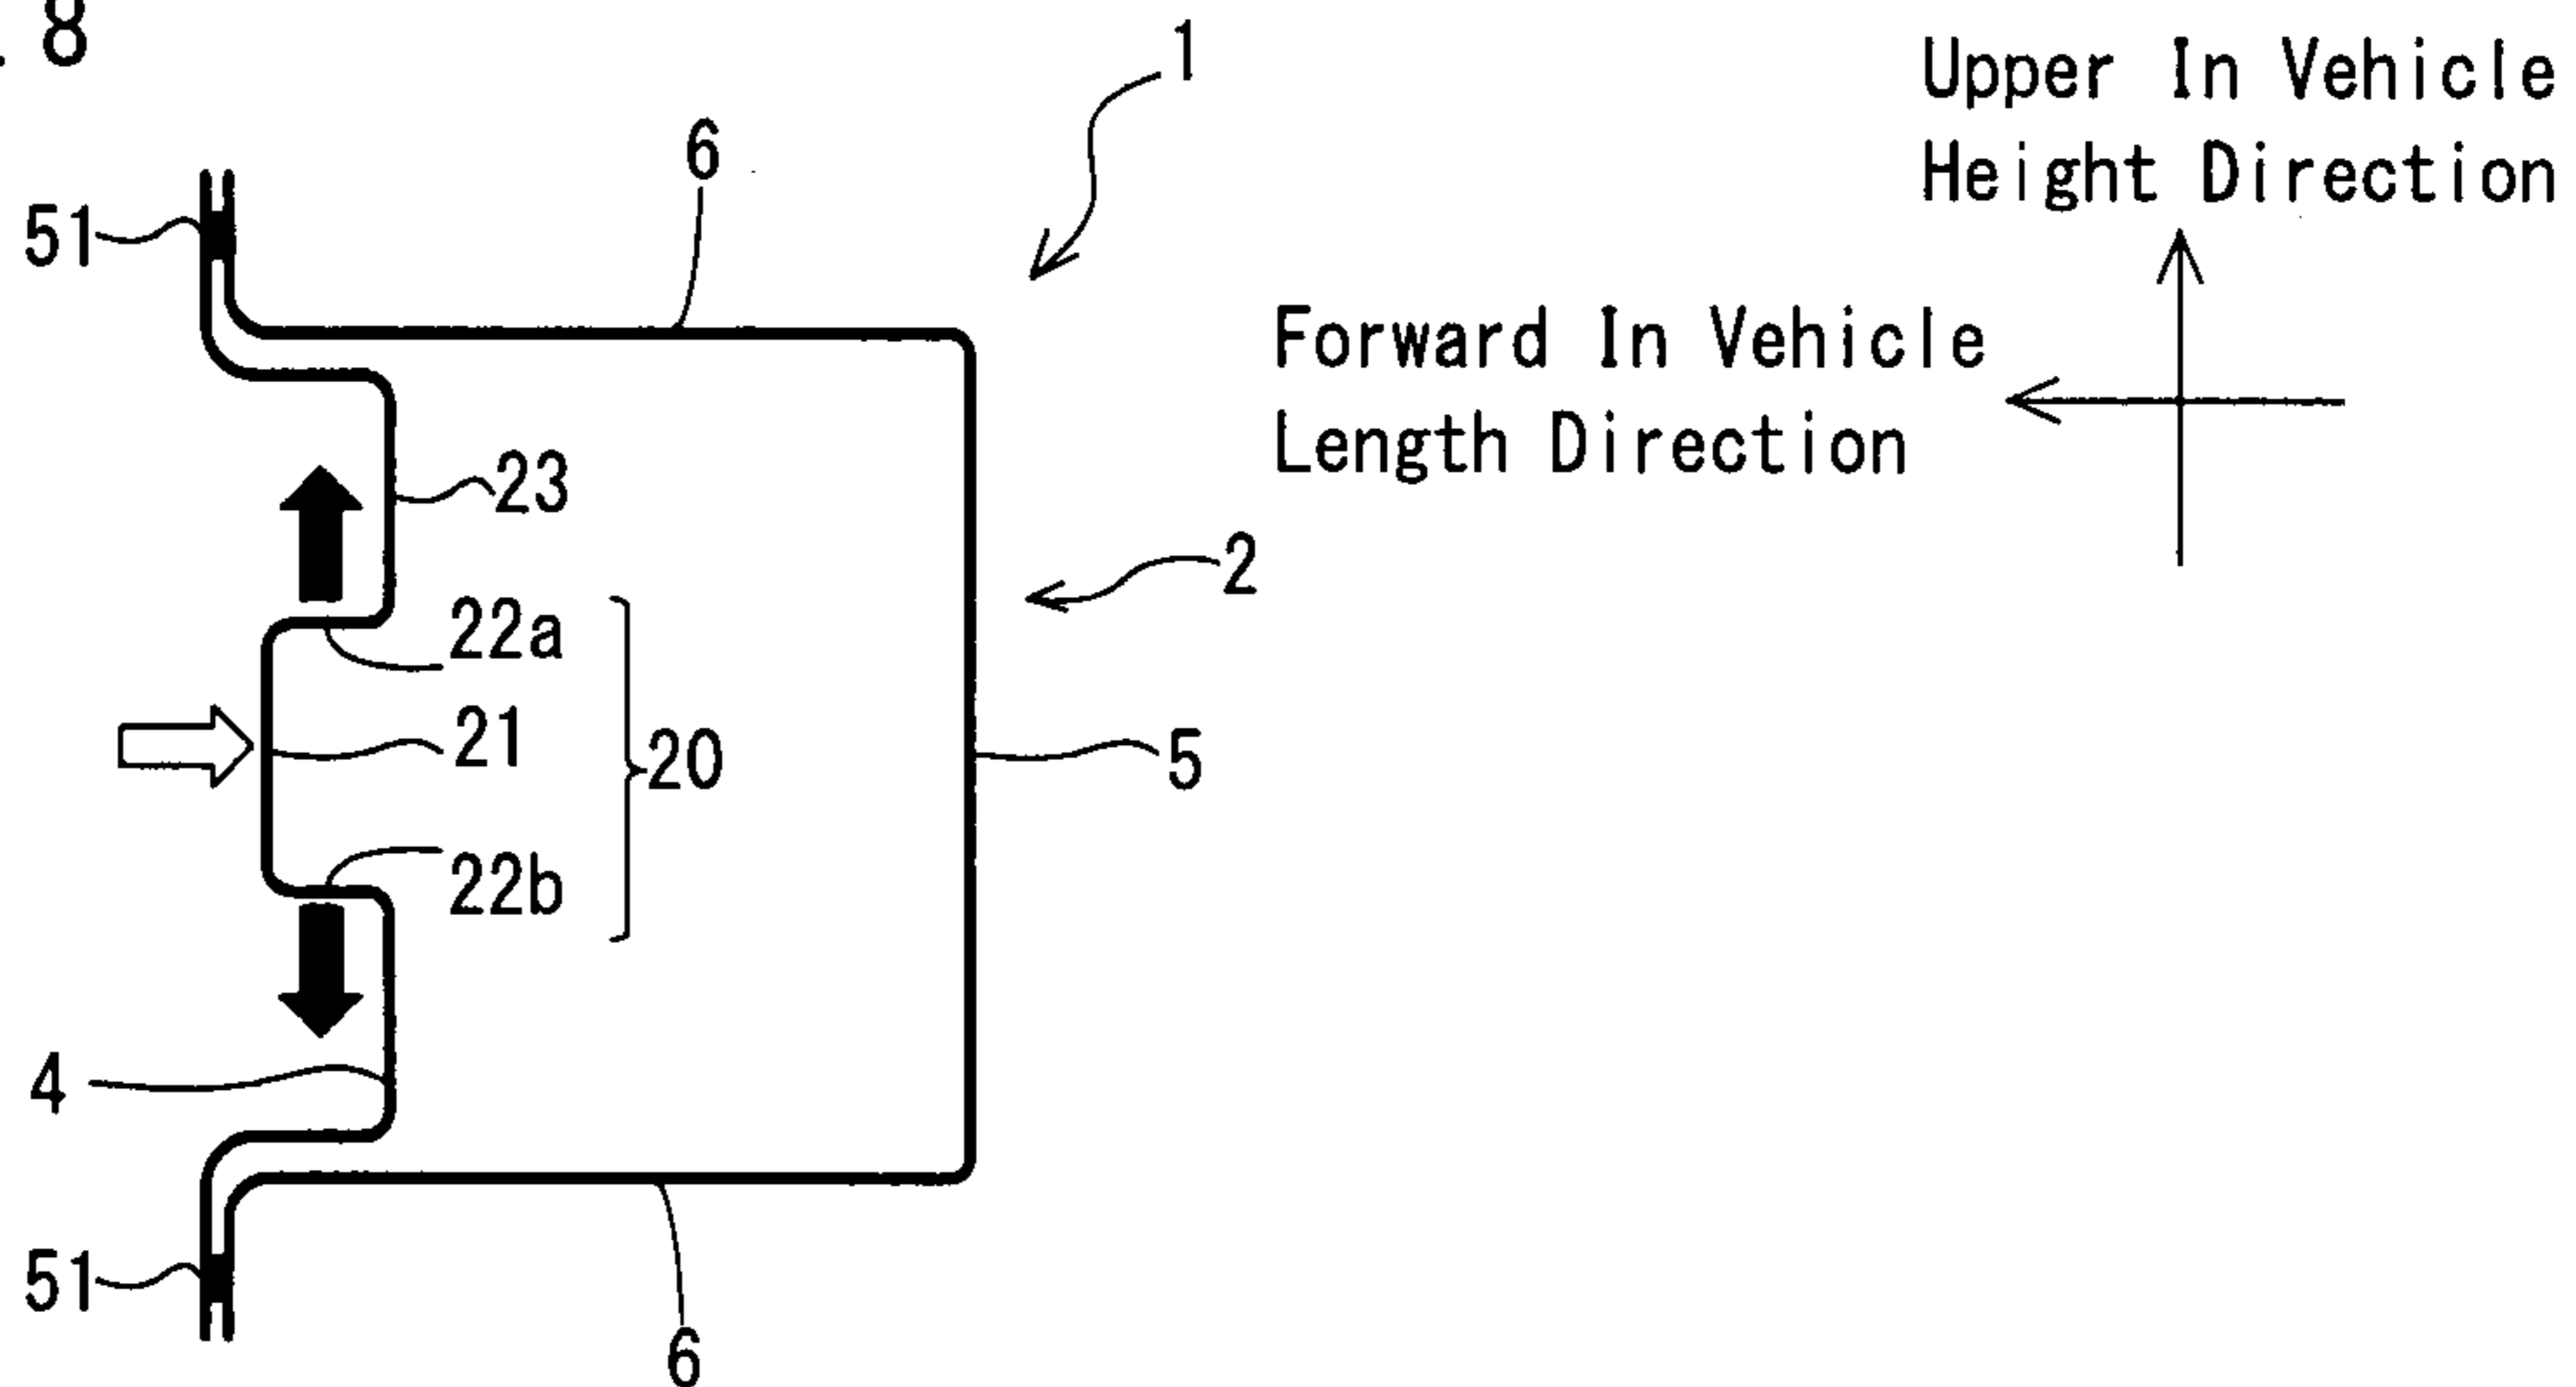 . 8
1
Upper In Vehicle
Height Direction
6
51
Forward In Vehicle
Length Direction
23
2
22a
21
20
5
22b
4
51
6